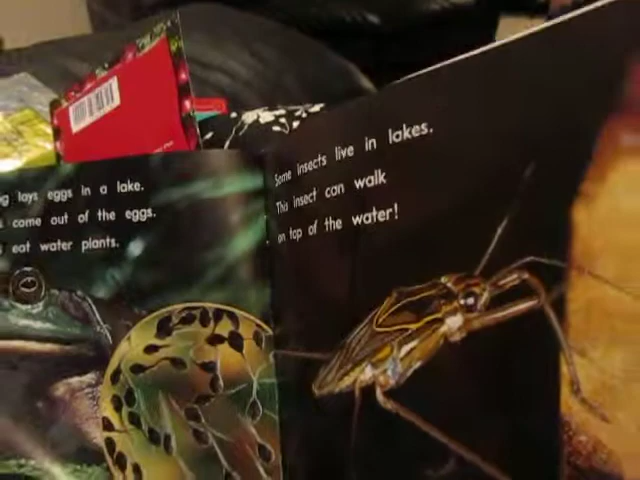 lays eggs in a lake.
come out of the eggs.
eat water plants.
Some insects live in lakes.
This insect can walk
on top of the water!